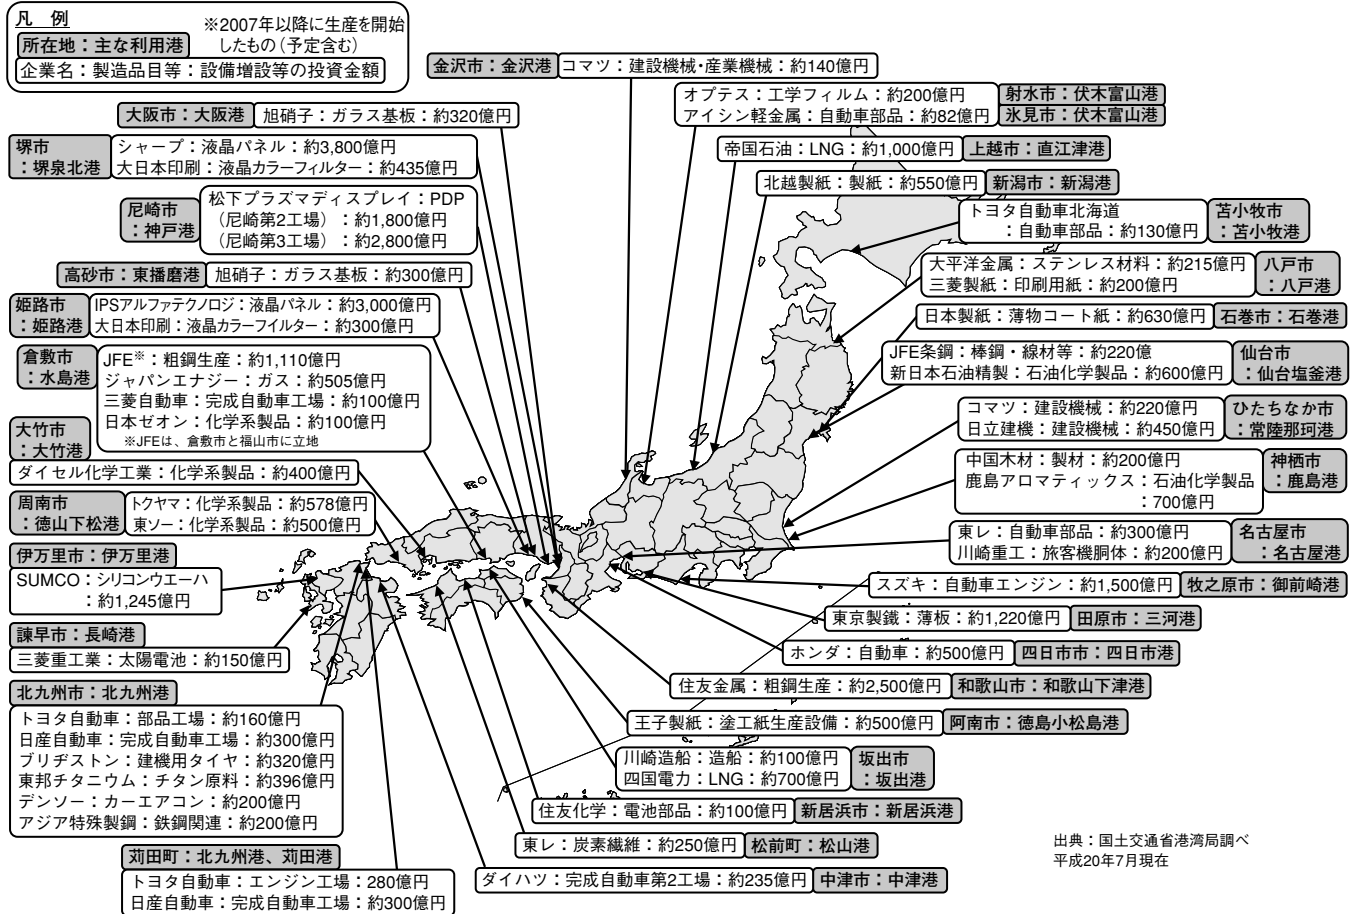 凡 例
※2007年以降に生産を開始
したもの（予定含む）
所在地：主な利用港
企業名：製造品目等：設備増設等の投資金額
金沢市：金沢港
コマツ：建設機械・産業機械：約140億円
オプテス：工学フィルム：約200億円
射水市：伏木富山港
アイシン軽金属：自動車部品：約82億円
氷見市：伏木富山港
大阪市：大阪港
旭硝子：ガラス基板：約320億円
堺市
：堺泉北港
シャープ：液晶パネル：約3,800億円
大日本印刷：液晶カラーフィルター：約435億円
帝国石油：LNG：約1,000億円
上越市：直江津港
北越製紙：製紙：約550億円
新潟市：新潟港
尼崎市
：神戸港
松下プラズマディスプレイ：PDP
（尼崎第2工場）：約1,800億円
（尼崎第3工場）：約2,800億円
トヨタ自動車北海道
：自動車部品：約130億円
苫小牧市
：苫小牧港
高砂市：東播磨港
旭硝子：ガラス基板：約300億円
大平洋金属：ステンレス材料：約215億円
三菱製紙：印刷用紙：約200億円
八戸市
：八戸港
姫路市
：姫路港
IPSアルファテクノロジ：液晶パネル：約3,000億円
大日本印刷：液晶カラーフイルター：約300億円
日本製紙：薄物コート紙：約630億円
石巻市：石巻港
倉敷市
：水島港
JFE※：粗鋼生産：約1,110億円
ジャパンエナジー：ガス：約505億円
三菱自動車：完成自動車工場：約100億円
日本ゼオン：化学系製品：約100億円
※JFEは、倉敷市と福山市に立地
JFE条鋼：棒鋼・線材等：約220億
新日本石油精製：石油化学製品：約600億円
仙台市
：仙台塩釜港
大竹市
：大竹港
ダイセル化学工業：化学系製品：約400億円
コマツ：建設機械：約220億円
日立建機：建設機械：約450億円
ひたちなか市
：常陸那珂港
周南市
：徳山下松港
トクヤマ：化学系製品：約578億円
東ソー：化学系製品：約500億円
中国木材：製材：約200億円
鹿島アロマティックス：石油化学製品
：700億円
神栖市
：鹿島港
伊万里市：伊万里港
SUMCO：シリコンウエーハ
：約1,245億円
東レ：自動車部品：約300億円
川崎重工：旅客機胴体：約200億円
名古屋市
：名古屋港
スズキ：自動車エンジン：約1,500億円
牧之原市：御前崎港
諫早市：長崎港
三菱重工業：太陽電池：約150億円
東京製鐵：薄板：約1,220億円
田原市：三河港
ホンダ：自動車：約500億円
四日市市：四日市港
北九州市：北九州港
トヨタ自動車：部品工場：約160億円
日産自動車：完成自動車工場：約300億円
ブリヂストン：建機用タイヤ：約320億円
東邦チタニウム：チタン原料：約396億円
デンソー：カーエアコン：約200億円
アジア特殊製鋼：鉄鋼関連：約200億円
住友金属：粗鋼生産：約2,500億円
和歌山市：和歌山下津港
王子製紙：塗工紙生産設備：約500億円
阿南市：徳島小松島港
川崎造船：造船：約100億円
四国電力：LNG：約700億円
坂出市
：坂出港
住友化学：電池部品：約100億円
新居浜市：新居浜港
東レ：炭素繊維：約250億円
松前町：松山港
苅田町：北九州港、苅田港
トヨタ自動車：エンジン工場：280億円
日産自動車：完成自動車工場：約300億円
ダイハツ：完成自動車第2工場：約235億円
中津市：中津港
出典：国土交通省港湾局調べ
平成20年7月現在